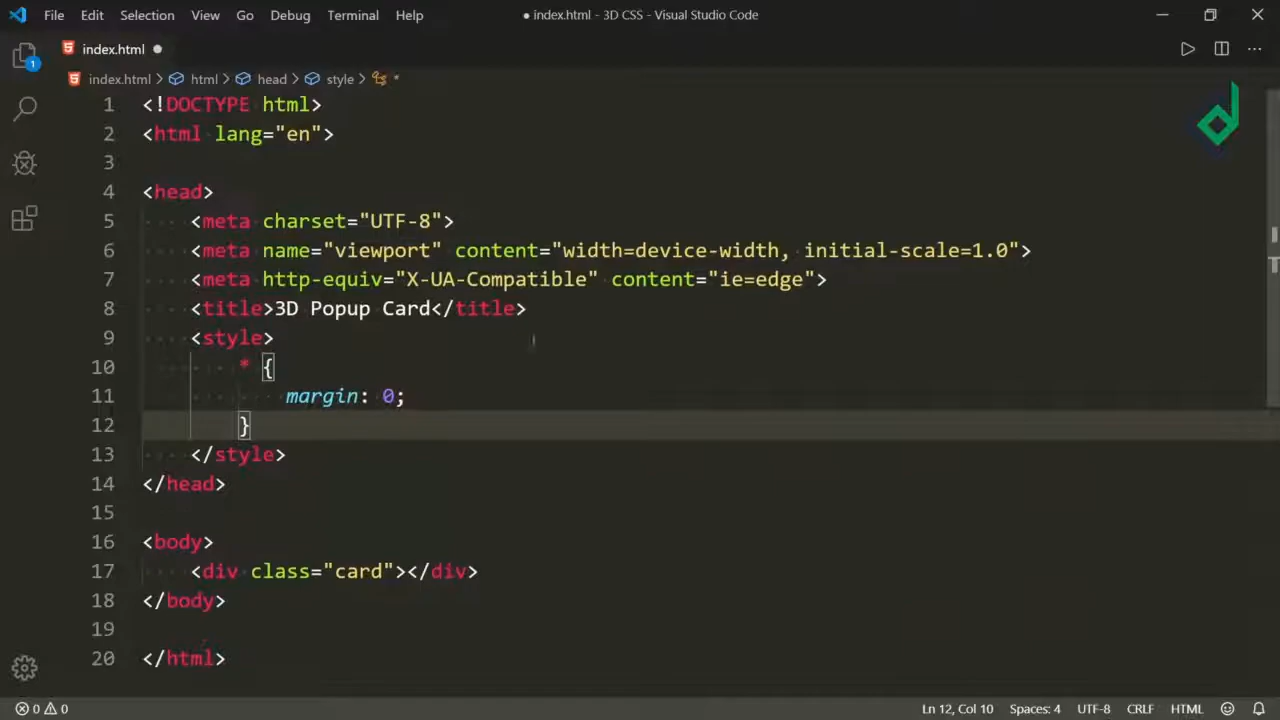 File Edit Selection View Go Debug Terminal Help ● index.html - 3D CSS - Visual Studio Code
index.html ●
1
index.html > html > head > style > *
1 <!DOCTYPE html>
2 <html lang="en">
3
4 <head>
5 <meta charset="UTF-8">
6 <meta name="viewport" content="width=device-width, initial-scale=1.0">
7 <meta http-equiv="X-UA-Compatible" content="ie=edge">
8 <title>3D Popup Card</title>
9 <style>
10 * {
11 margin: 0;
12 }
13 </style>
14 </head>
15
16 <body>
17 <div class="card"></div>
18 </body>
19
20 </html>
0 0 Ln 12, Col 10 Spaces: 4 UTF-8 CRLF HTML